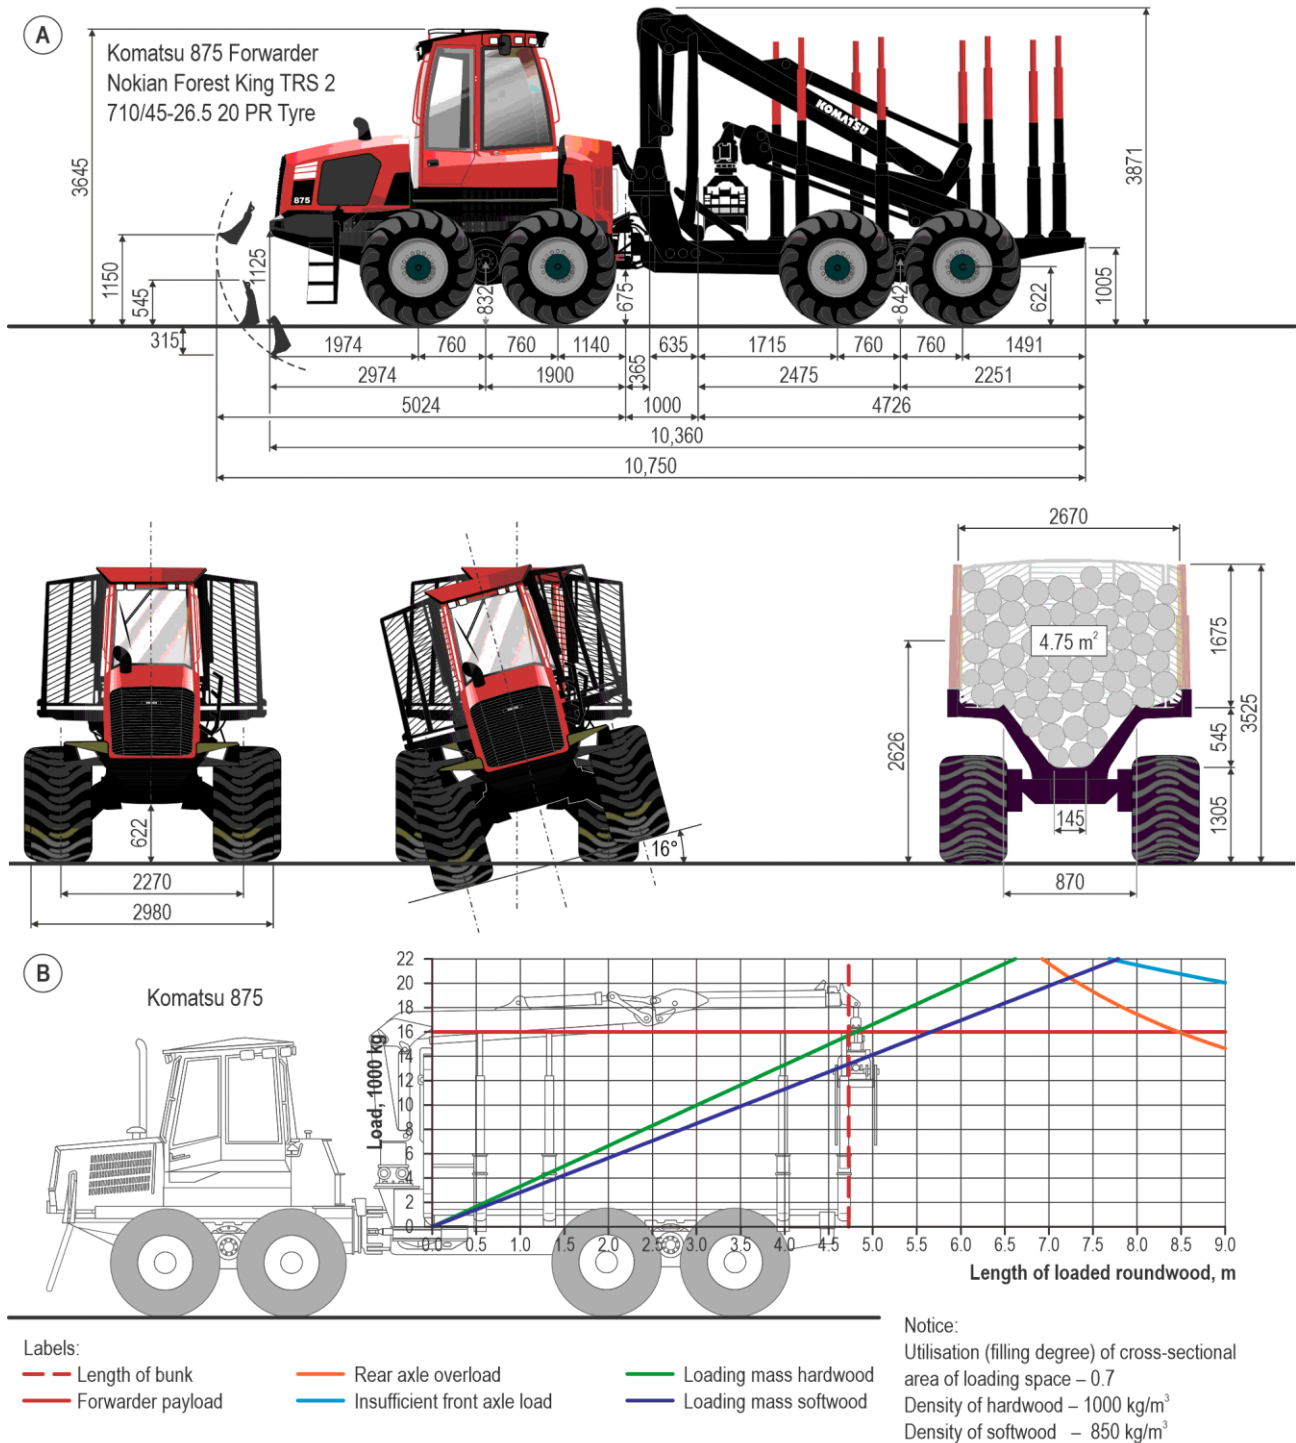 A
Komatsu 875 Forwarder
Nokian Forest King TRS 2
710/45-26.5 20 PR Tyre
3645
3871
KOMATSU
875
1150
545
315
1125
832
675
842
622
1005
1974 760 760 1140 365 635 1715 760 760 1491
2974 1900 2475 2251
5024 1000 4726
10,360
10,750
2670
4.75 m²
1675
3525
2626
545
1305
145
870
622
2270
2980
16°
B
Komatsu 875
Load, 1000 kg
22
20
18
16
14
12
10
8
6
4
2
0
0.0 0.5 1.0 1.5 2.0 2.5 3.0 3.5 4.0 4.5 5.0 5.5 6.0 6.5 7.0 7.5 8.0 8.5 9.0
Length of loaded roundwood, m
Labels:
Length of bunk
Forwarder payload
Rear axle overload
Insufficient front axle load
Loading mass hardwood
Loading mass softwood
Notice:
Utilisation (filling degree) of cross-sectional
area of loading space – 0.7
Density of hardwood – 1000 kg/m³
Density of softwood – 850 kg/m³